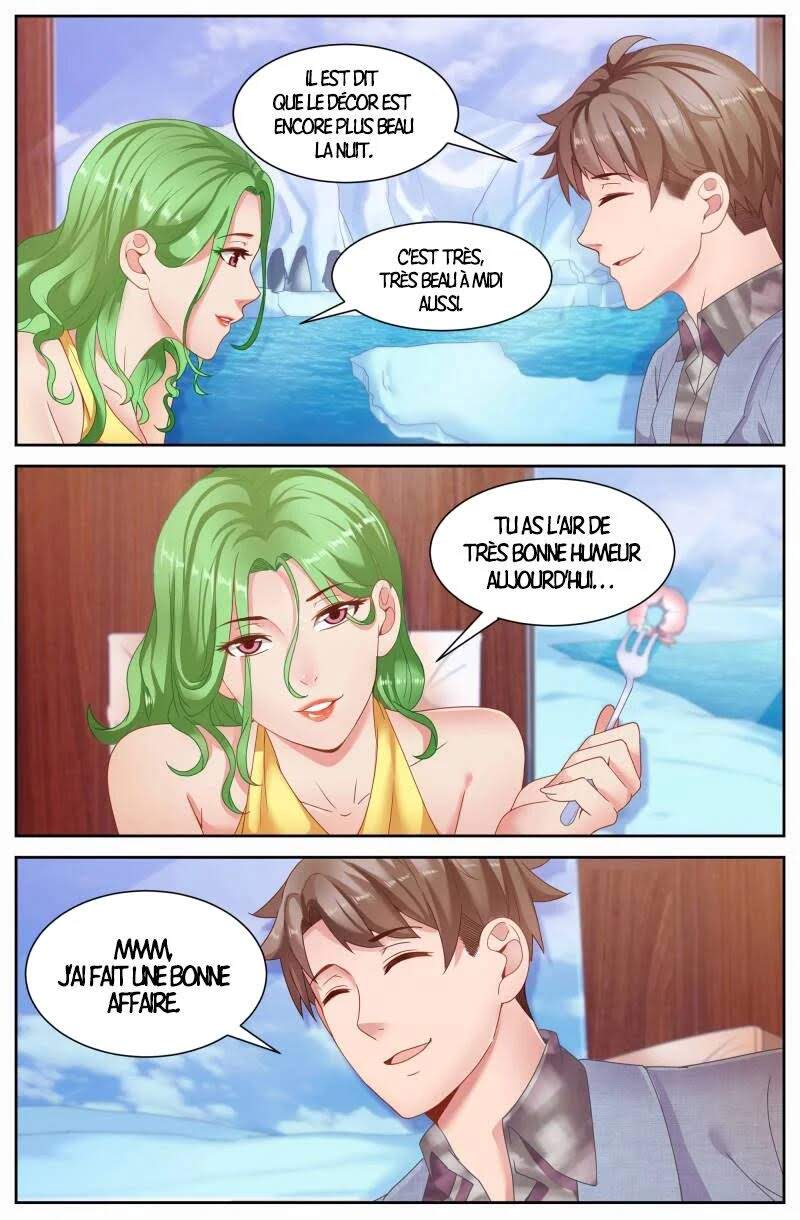 IL EST DIT
QUE LE DÉCOR EST
ENCORE PLUS BEAU
LA NUIT.
C'EST TRÈS,
TRÈS BEAU À MIDI
AUSSI.
TU AS L'AIR DE
TRÈS BONNE HUMEUR
AUJOURD'HUI...
MMM,
J'AI FAIT UNE BONNE
AFFAIRE.